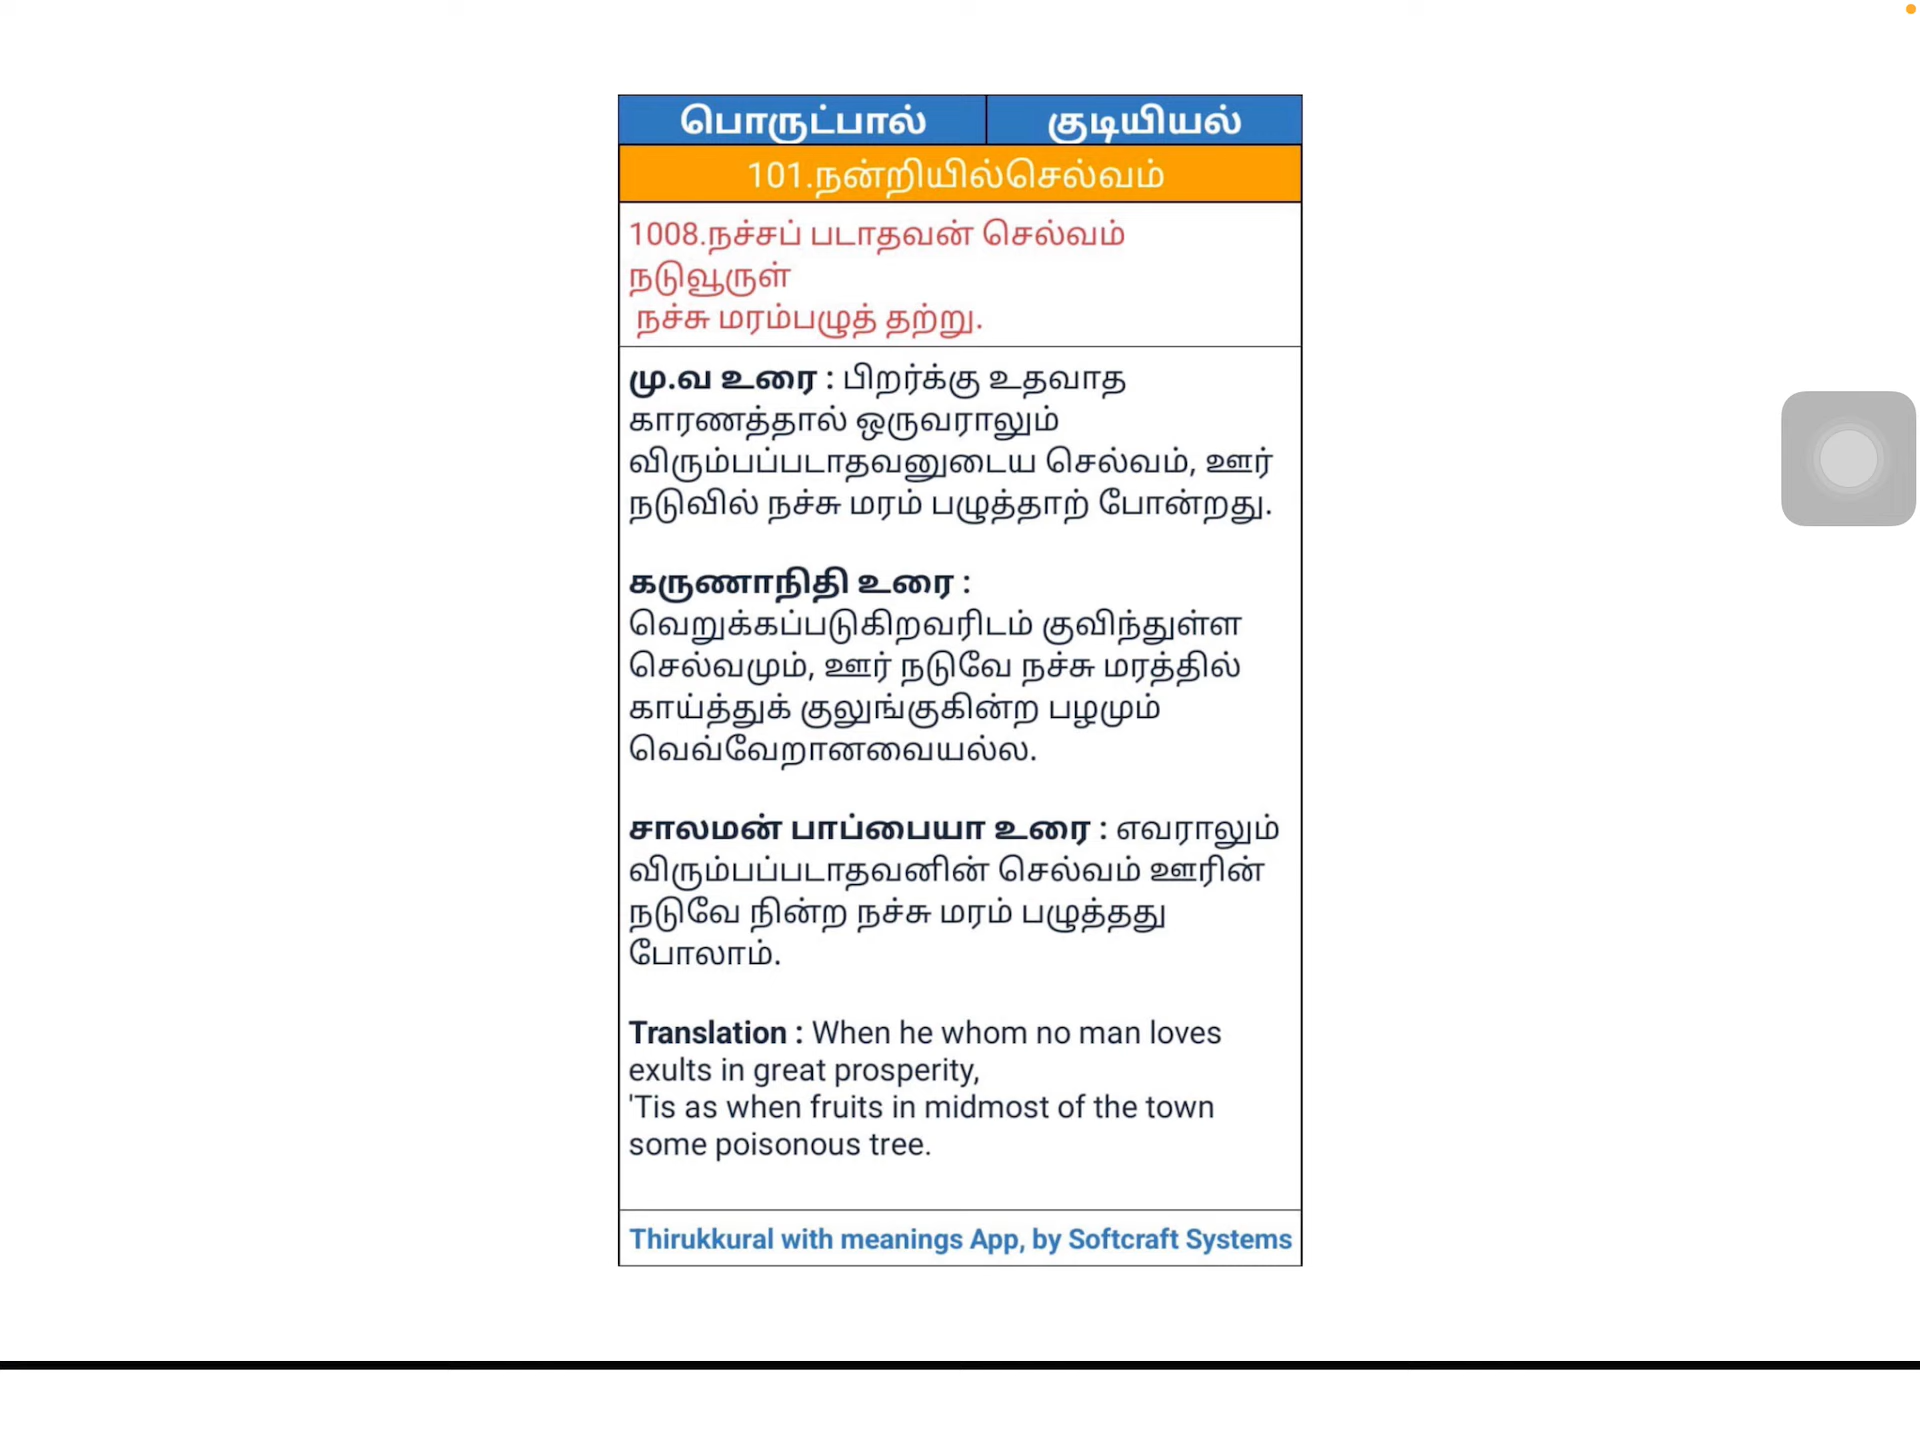 பொருட்பால் குடியியல்
101.நன்றியில்செல்வம்
1008.நச்சப் படாதவன் செல்வம்
நடுவூருள்
நச்சு மரம்பழுத் தற்று.
மு.வ உரை : பிறர்க்கு உதவாத
காரணத்தால் ஒருவராலும்
விரும்பப்படாதவனுடைய செல்வம், ஊர்
நடுவில் நச்சு மரம் பழுத்தாற் போன்றது.
கருணாநிதி உரை :
வெறுக்கப்படுகிறவரிடம் குவிந்துள்ள
செல்வமும், ஊர் நடுவே நச்சு மரத்தில்
காய்த்துக் குலுங்குகின்ற பழமும்
வெவ்வேறானவையல்ல.
சாலமன் பாப்பையா உரை : எவராலும்
விரும்பப்படாதவனின் செல்வம் ஊரின்
நடுவே நின்ற நச்சு மரம் பழுத்தது
போலாம்.
Translation : When he whom no man loves
exults in great prosperity,
'Tis as when fruits in midmost of the town
some poisonous tree.
Thirukkural with meanings App, by Softcraft Systems